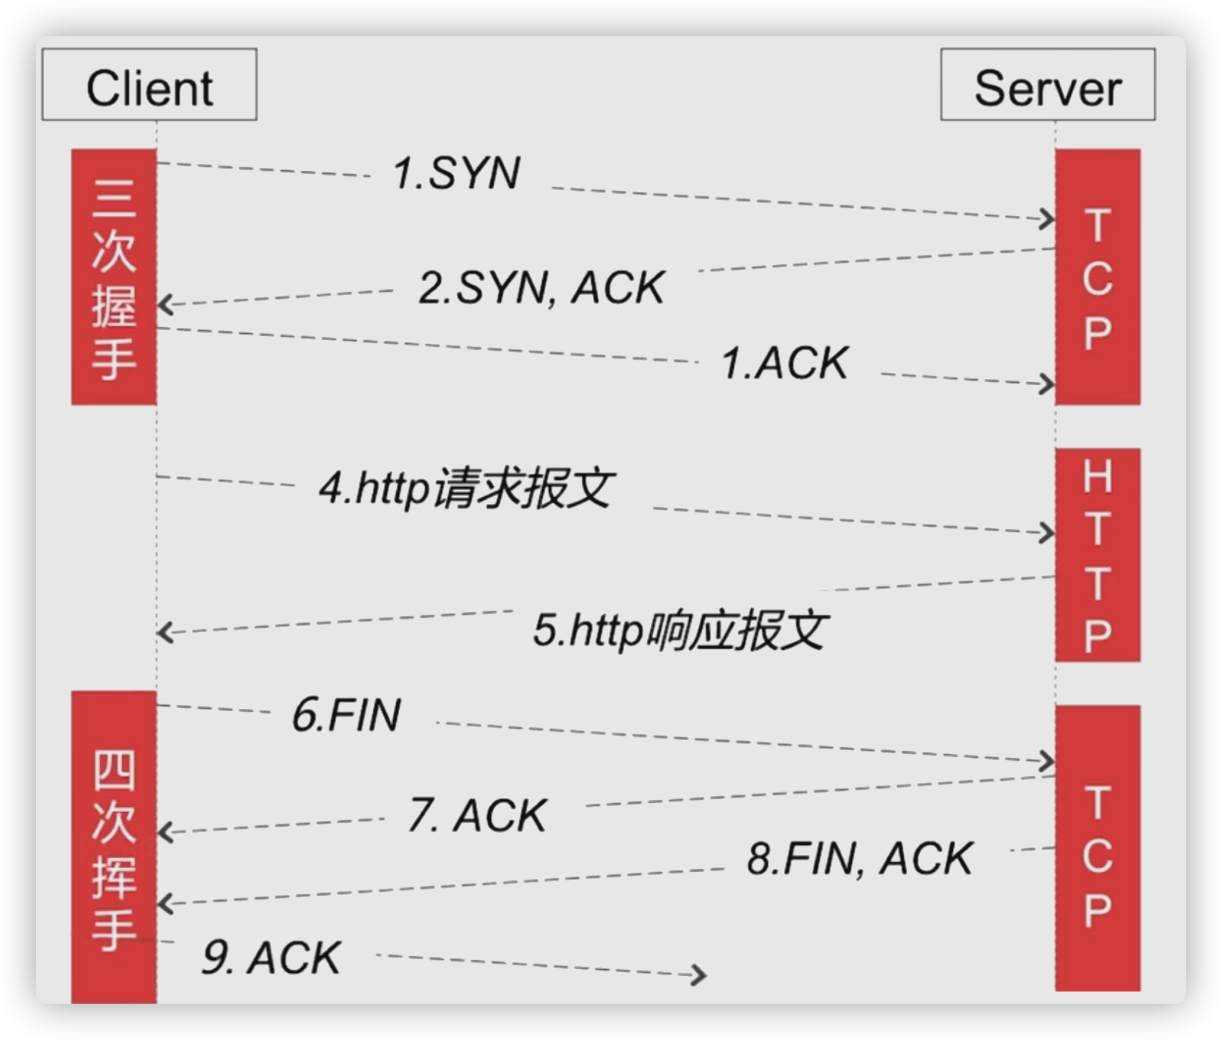 Client
Server
三次握手
TCP
1.SYN
2.SYN, ACK
1.ACK
HTTP
4.http请求报文
5.http响应报文
四次挥手
TCP
6.FIN
7. ACK
8.FIN, ACK
9. ACK